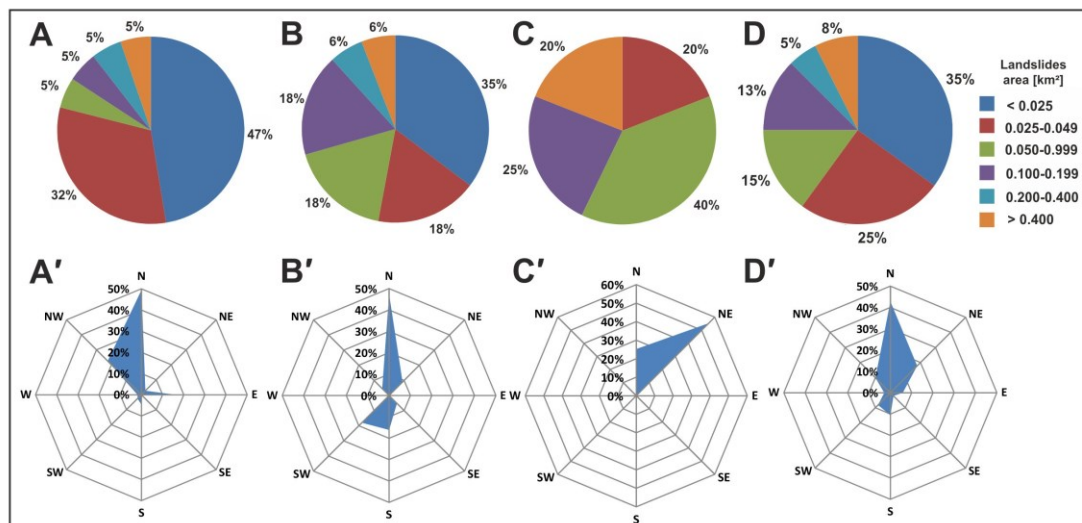 A
5%
5%
5%
5%
47%
32%
B
6%
6%
35%
18%
18%
18%
C
20%
20%
25%
40%
D
8%
5%
35%
13%
15%
25%
Landslides
area [km²]
< 0.025
0.025-0.049
0.050-0.999
0.100-0.199
0.200-0.400
> 0.400
A′
N
50%
NW
40%
NE
30%
20%
10%
W
0%
E
SW
SE
S
B′
N
50%
NW
40%
NE
30%
20%
10%
W
0%
E
SW
SE
S
C′
N
60%
50%
NW
NE
40%
30%
20%
10%
W
0%
E
SW
SE
S
D′
N
50%
NW
40%
NE
30%
20%
10%
W
0%
E
SW
SE
S